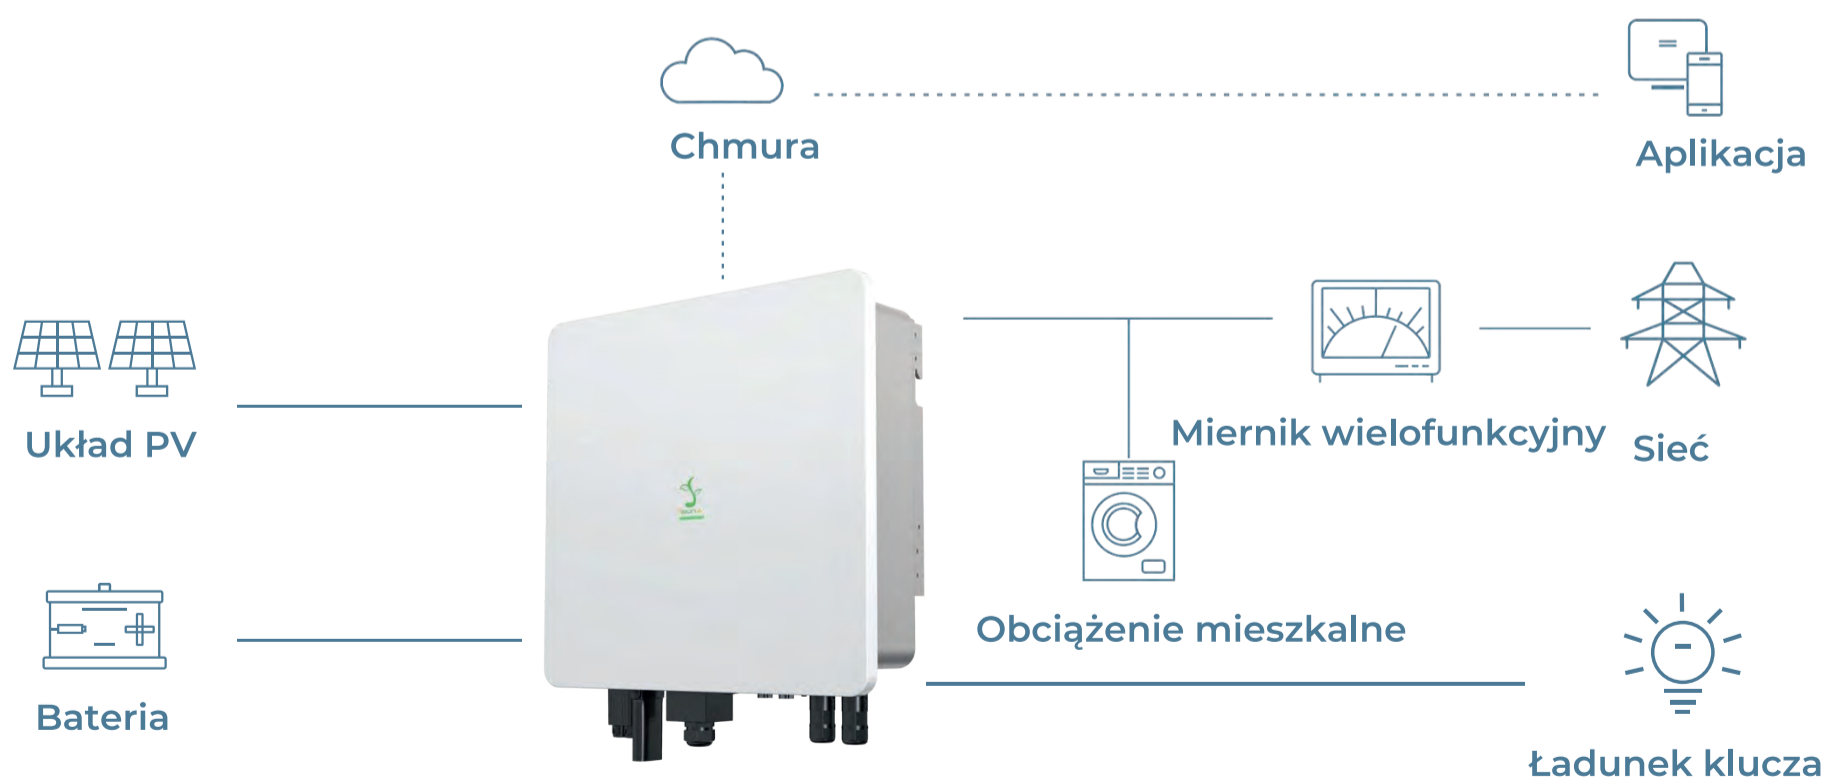 Chmura
Aplikacja
Układ PV
Miernik wielofunkcyjny
Sieć
Obciążenie mieszkalne
Bateria
Ładunek klucza